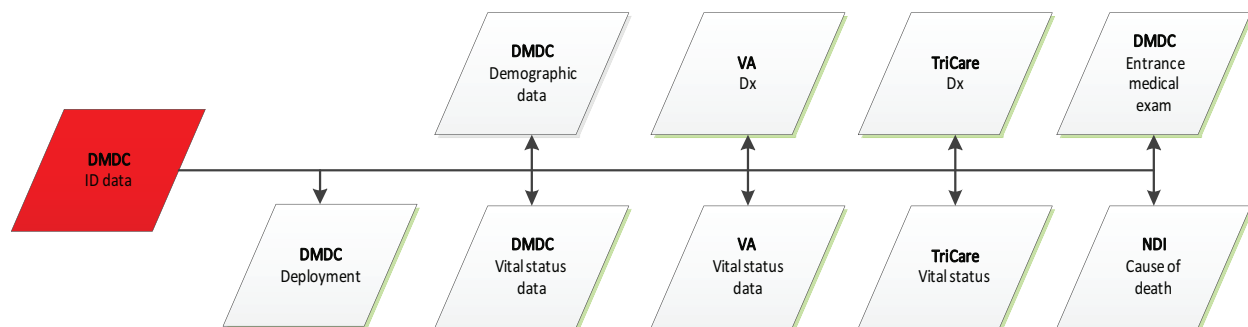 DMDC
Demographic
data
VA
Dx
TriCare
Dx
DMDC
Entrance
medical
exam
DMDC
ID data
DMDC
Deployment
DMDC
Vital status
data
VA
Vital status
data
TriCare
Vital status
NDI
Cause of
death